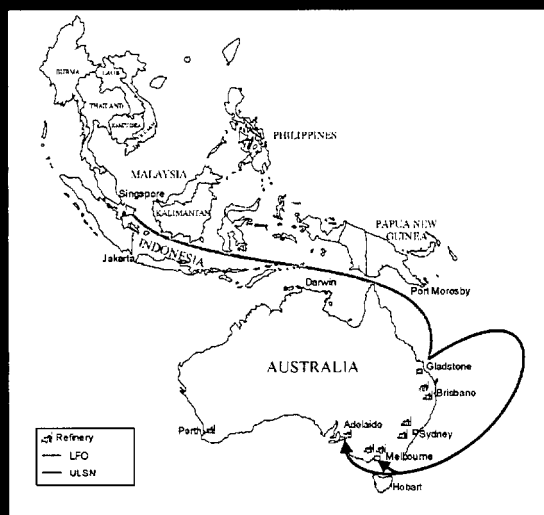 BURMA
LAOS
THAILAND
PHILIPPINES
MALAYSIA
Singapore
KALIMANTAN
PAPUA NEW
GUINEA
INDONESIA
Jakarta
Darwin
Port Moresby
Gladstone
AUSTRALIA
Brisbane
Perth
Adelaide
Sydney
Melbourne
Hobart
Refinery
LFO
ULSN